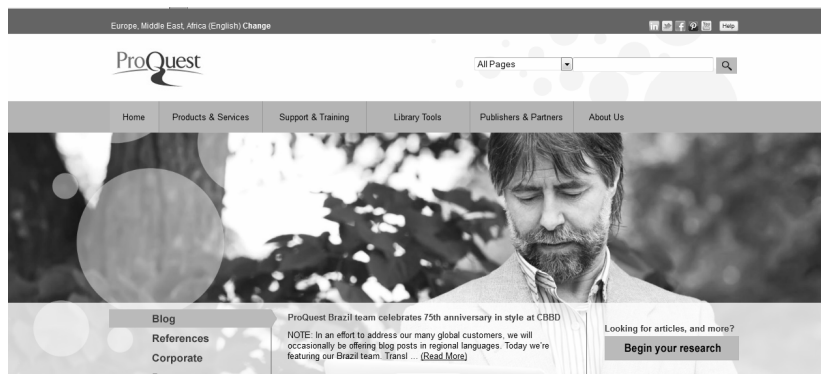 Europe, Middle East, Africa (English) Change
Help
ProQuest
All Pages
Home Products & Services Support & Training Library Tools Publishers & Partners About Us
Blog
References
Corporate
ProQuest Brazil team celebrates 75th anniversary in style at CBBD
NOTE: In an effort to address our many global customers, we will
occasionally be offering blog posts in regional languages. Today we're
featuring our Brazil team. Transl ... (Read More)
Looking for articles, and more?
Begin your research